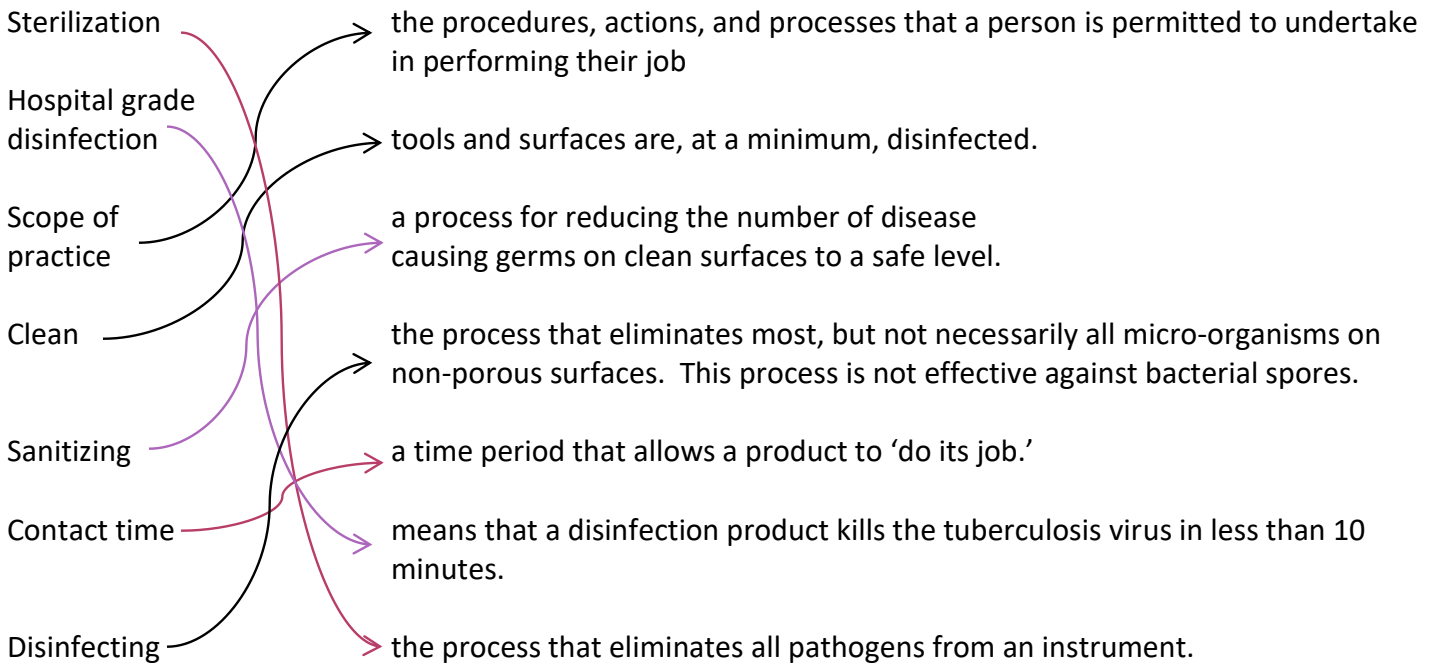 Sterilization
the procedures, actions, and processes that a person is permitted to undertake
in performing their job
Hospital grade
disinfection
tools and surfaces are, at a minimum, disinfected.
Scope of
practice
a process for reducing the number of disease
causing germs on clean surfaces to a safe level.
Clean
the process that eliminates most, but not necessarily all micro-organisms on
non-porous surfaces.  This process is not effective against bacterial spores.
Sanitizing
a time period that allows a product to ‘do its job.’
Contact time
means that a disinfection product kills the tuberculosis virus in less than 10
minutes.
Disinfecting
the process that eliminates all pathogens from an instrument.